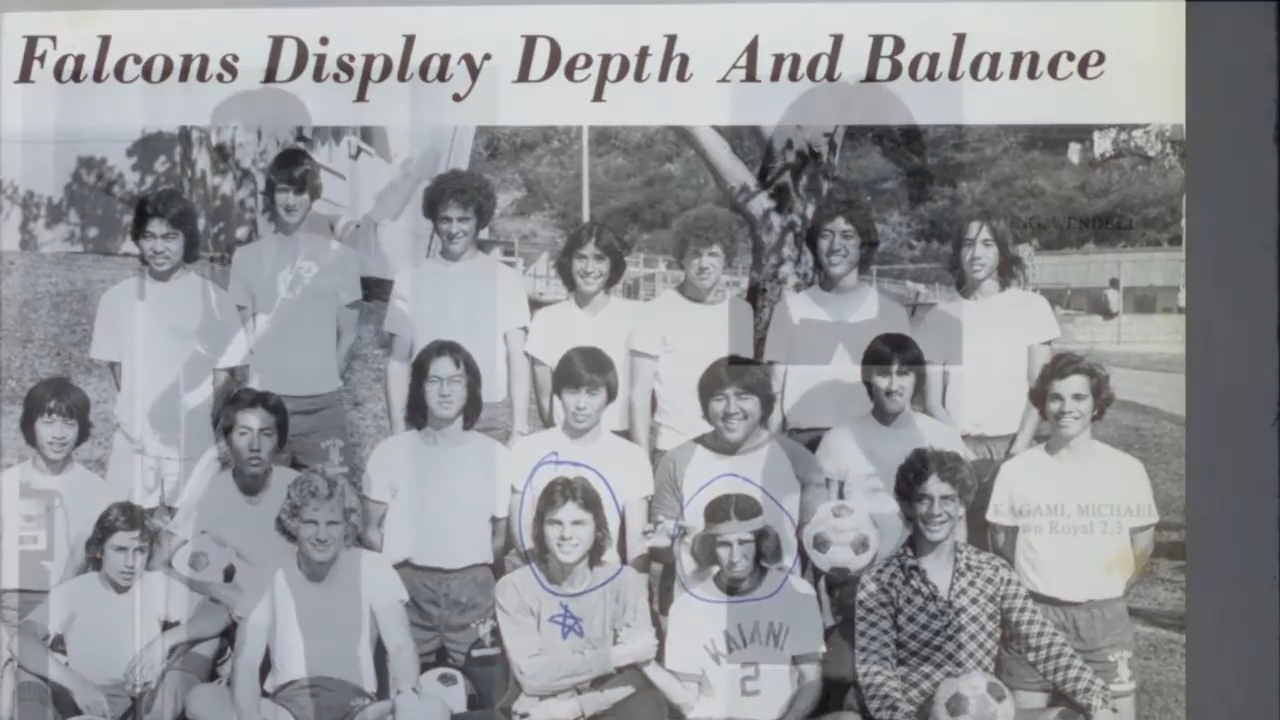 Falcons Display Depth And Balance
WENDELL
KAGAMI, MICHAEL
Royal 2,3
KAIANI
2